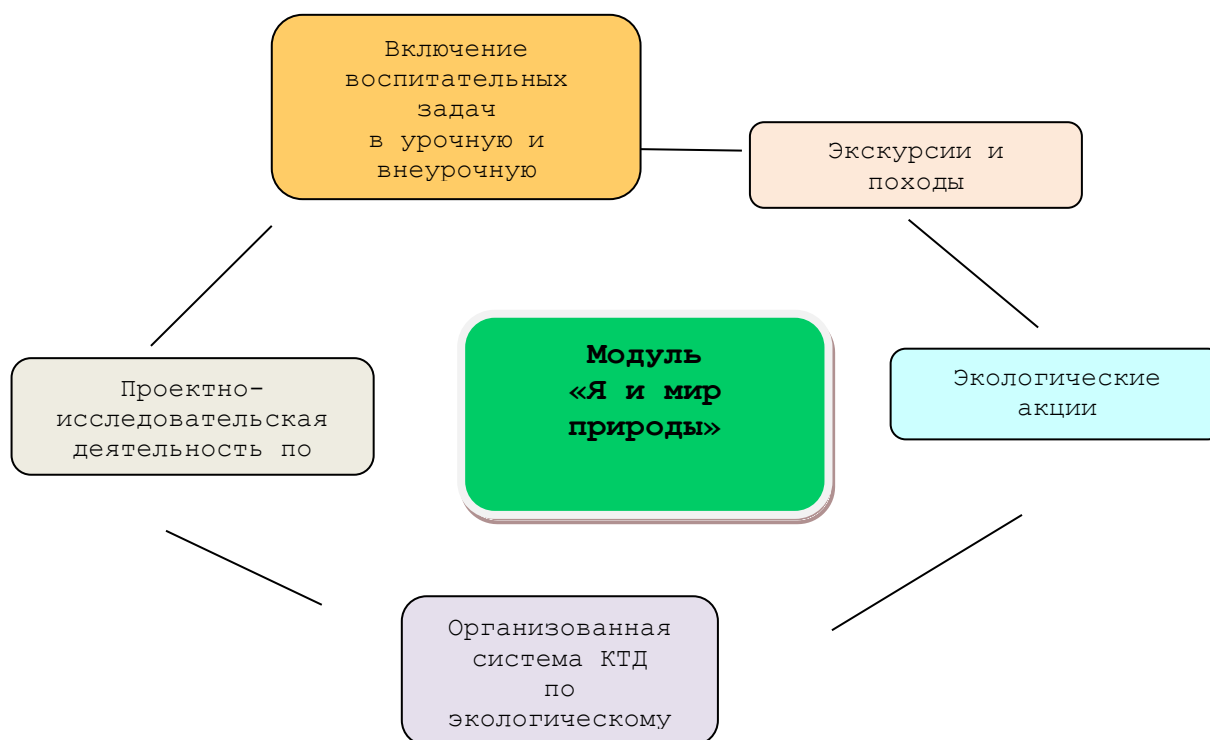 Включение
воспитательных
задач
в урочную и
внеурочную
Экскурсии и
походы
Модуль
«Я и мир
природы»
Экологические
акции
Проектно-
исследовательская
деятельность по
Организованная
система КТД
по
экологическому